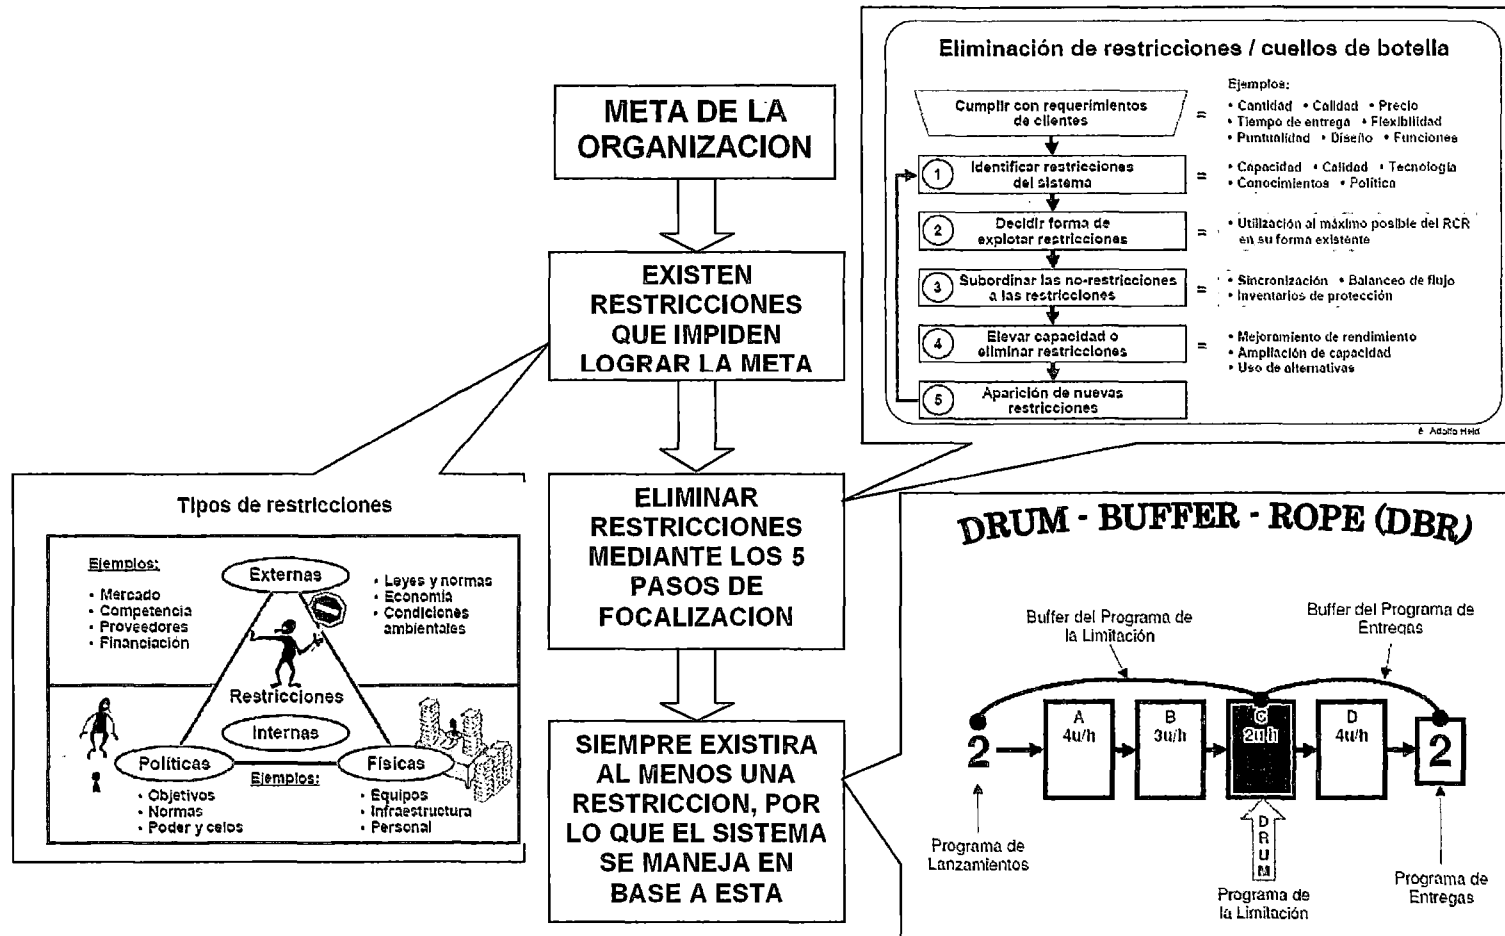 META DE LA
ORGANIZACION
EXISTEN
RESTRICCIONES
QUE IMPIDEN
LOGRAR LA META
ELIMINAR
RESTRICCIONES
MEDIANTE LOS 5
PASOS DE
FOCALIZACION
SIEMPRE EXISTIRA
AL MENOS UNA
RESTRICCION, POR
LO QUE EL SISTEMA
SE MANEJA EN
BASE A ESTA
Eliminación de restricciones / cuellos de botella
Cumplir con requerimientos
de clientes
=
Ejemplos:
• Cantidad • Calidad • Precio
• Tiempo de entrega • Flexibilidad
• Puntualidad • Diseño • Funciones
1 Identificar restricciones
del sistema
=
• Capacidad • Calidad • Tecnología
• Conocimientos • Política
2 Decidir forma de
explotar restricciones
=
• Utilización al máximo posible del RCR
en su forma existente
3 Subordinar las no-restricciones
a las restricciones
=
• Sincronización • Balanceo de flujo
• Inventarios de protección
4 Elevar capacidad o
eliminar restricciones
=
• Mejoramiento de rendimiento
• Ampliación de capacidad
• Uso de alternativas
5 Aparición de nuevas
restricciones
Adolfo Held
Tipos de restricciones
Ejemplos:
• Mercado
• Competencia
• Proveedores
• Financiación
Externas
• Leyes y normas
• Economía
• Condiciones
ambientales
Restricciones
Internas
Políticas
Físicas
Ejemplos:
• Objetivos
• Normas
• Poder y celos
• Equipos
• Infraestructura
• Personal
DRUM - BUFFER - ROPE (DBR)
Buffer del Programa de
la Limitación
Buffer del Programa de
Entregas
2
A
4u/h
B
3u/h
C
2u/h
D
4u/h
2
DRUM
Programa de
Lanzamientos
Programa de
la Limitación
Programa de
Entregas